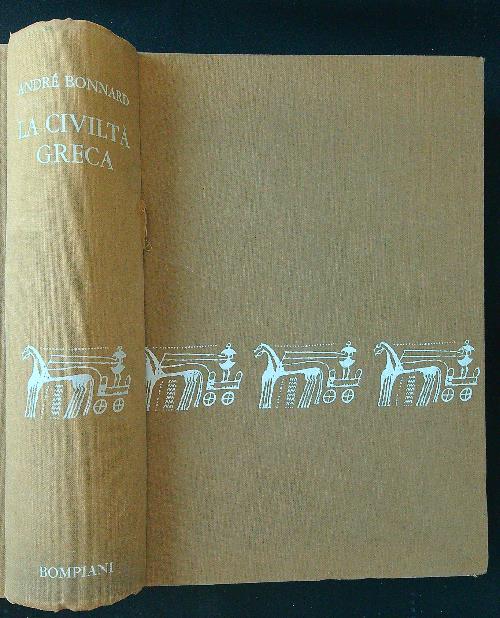 ANDRÉ BONNARD
LA CIVILTÀ
GRECA
BOMPIANI